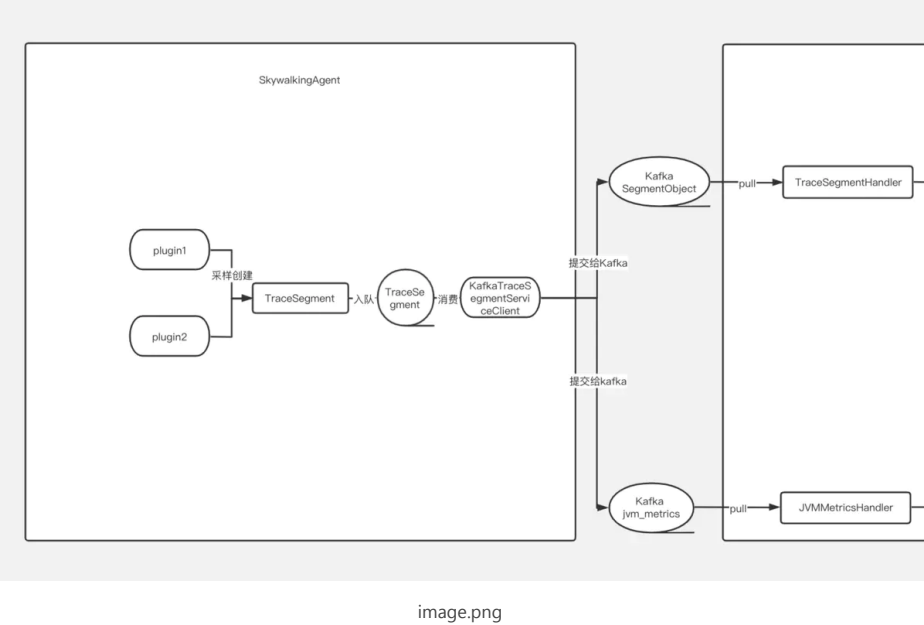 SkywalkingAgent
Kafka
SegmentObject
pull
TraceSegmentHandler
plugin1
采样创建
提交给Kafka
TraceSegment
入队
TraceSe
gment
消费
KafkaTraceS
egmentServi
ceClient
plugin2
提交给kafka
Kafka
jvm_metrics
pull
JVMMetricsHandler
image.png